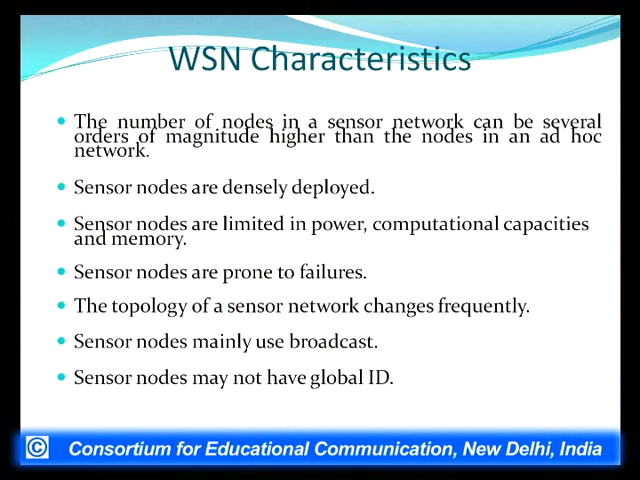 WSN Characteristics
• The number of nodes in a sensor network can be several
orders of magnitude higher than the nodes in an ad hoc
network.
• Sensor nodes are densely deployed.
• Sensor nodes are limited in power, computational capacities
and memory.
• Sensor nodes are prone to failures.
• The topology of a sensor network changes frequently.
• Sensor nodes mainly use broadcast.
• Sensor nodes may not have global ID.
© Consortium for Educational Communication, New Delhi, India